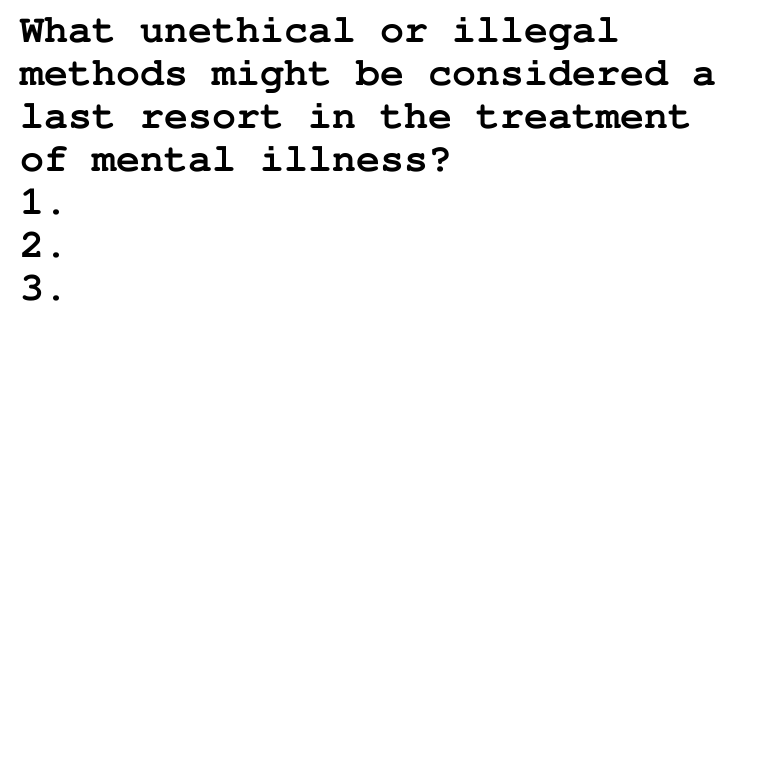 What unethical or illegal
methods might be considered a
last resort in the treatment
of mental illness?
1.
2.
3.